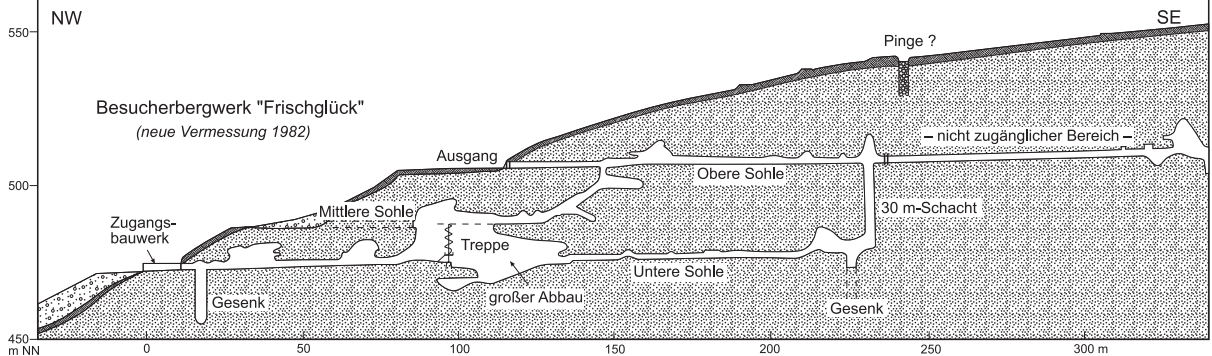 NW
SE
550
Pinge ?
Besucherbergwerk "Frischglück"
(neue Vermessung 1982)
– nicht zugänglicher Bereich –
Ausgang
500
Obere Sohle
Mittlere Sohle
30 m-Schacht
Zugangs-
bauwerk
Treppe
Untere Sohle
großer Abbau
Gesenk
Gesenk
450
m NN
0
50
100
150
200
250
300 m